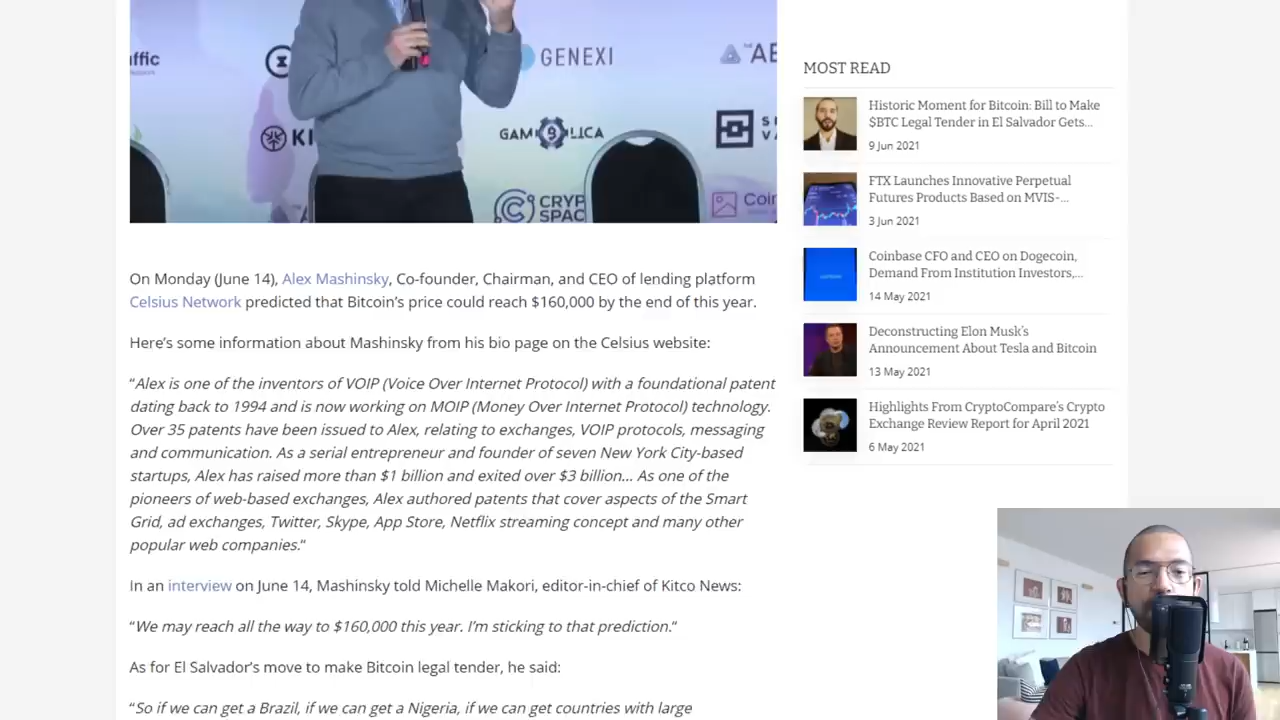 ffic
GENEXI
THE AE
KI
GAM LICA
CRYP
SPAC
Coin
MOST READ
Historic Moment for Bitcoin: Bill to Make
$BTC Legal Tender in El Salvador Gets...
9 Jun 2021
FTX Launches Innovative Perpetual
Futures Products Based on MVIS-...
3 Jun 2021
Coinbase CFO and CEO on Dogecoin,
Demand From Institution Investors,...
14 May 2021
Deconstructing Elon Musk's
Announcement About Tesla and Bitcoin
13 May 2021
Highlights From CryptoCompare's Crypto
Exchange Review Report for April 2021
6 May 2021
On Monday (June 14), Alex Mashinsky, Co-founder, Chairman, and CEO of lending platform
Celsius Network predicted that Bitcoin's price could reach $160,000 by the end of this year.
Here's some information about Mashinsky from his bio page on the Celsius website:
“Alex is one of the inventors of VOIP (Voice Over Internet Protocol) with a foundational patent
dating back to 1994 and is now working on MOIP (Money Over Internet Protocol) technology.
Over 35 patents have been issued to Alex, relating to exchanges, VOIP protocols, messaging
and communication. As a serial entrepreneur and founder of seven New York City-based
startups, Alex has raised more than $1 billion and exited over $3 billion... As one of the
pioneers of web-based exchanges, Alex authored patents that cover aspects of the Smart
Grid, ad exchanges, Twitter, Skype, App Store, Netflix streaming concept and many other
popular web companies.“
In an interview on June 14, Mashinsky told Michelle Makori, editor-in-chief of Kitco News:
“We may reach all the way to $160,000 this year. I'm sticking to that prediction.“
As for El Salvador's move to make Bitcoin legal tender, he said:
“So if we can get a Brazil, if we can get a Nigeria, if we can get countries with large